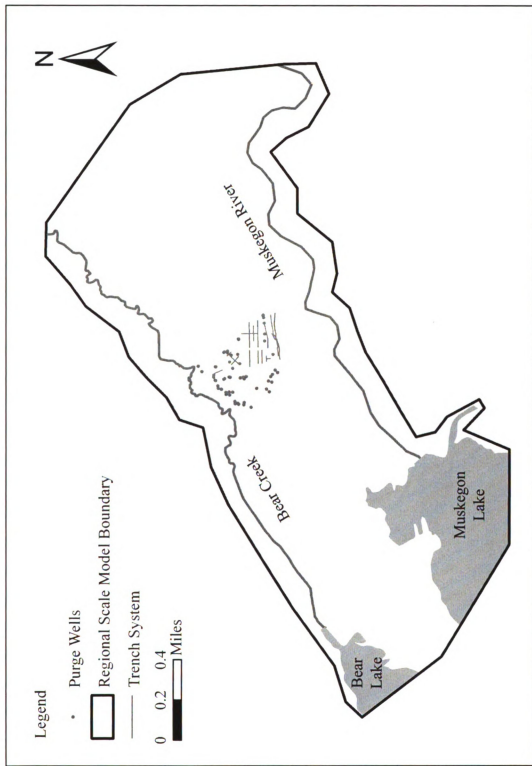 N
Legend
Purge Wells
Regional Scale Model Boundary
Trench System
0 0.2 0.4
Miles
Muskegon River
Bear Creek
Bear
Lake
Muskegon
Lake